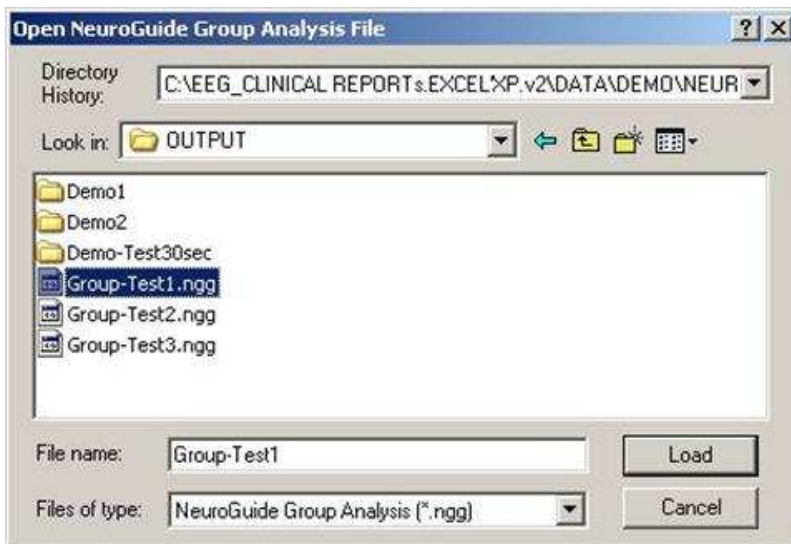 Open NeuroGuide Group Analysis File
Directory History: C:\EEG_CLINICAL REPORTs.EXCEL'XP.v2\DATA\DEMO\NEUR
Look in: OUTPUT
Demo1
Demo2
Demo-Test30sec
Group-Test1.ngg
Group-Test2.ngg
Group-Test3.ngg
File name: Group-Test1 Load
Files of type: NeuroGuide Group Analysis (*.ngg) Cancel